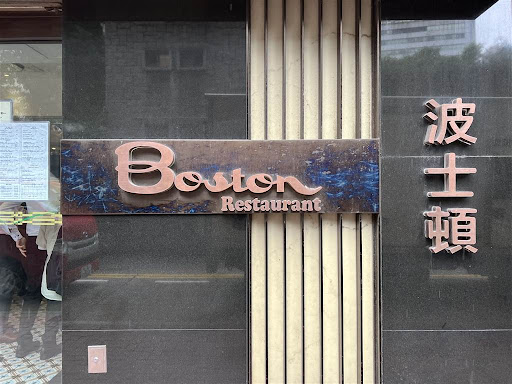 Boston
Restaurant
波士頓